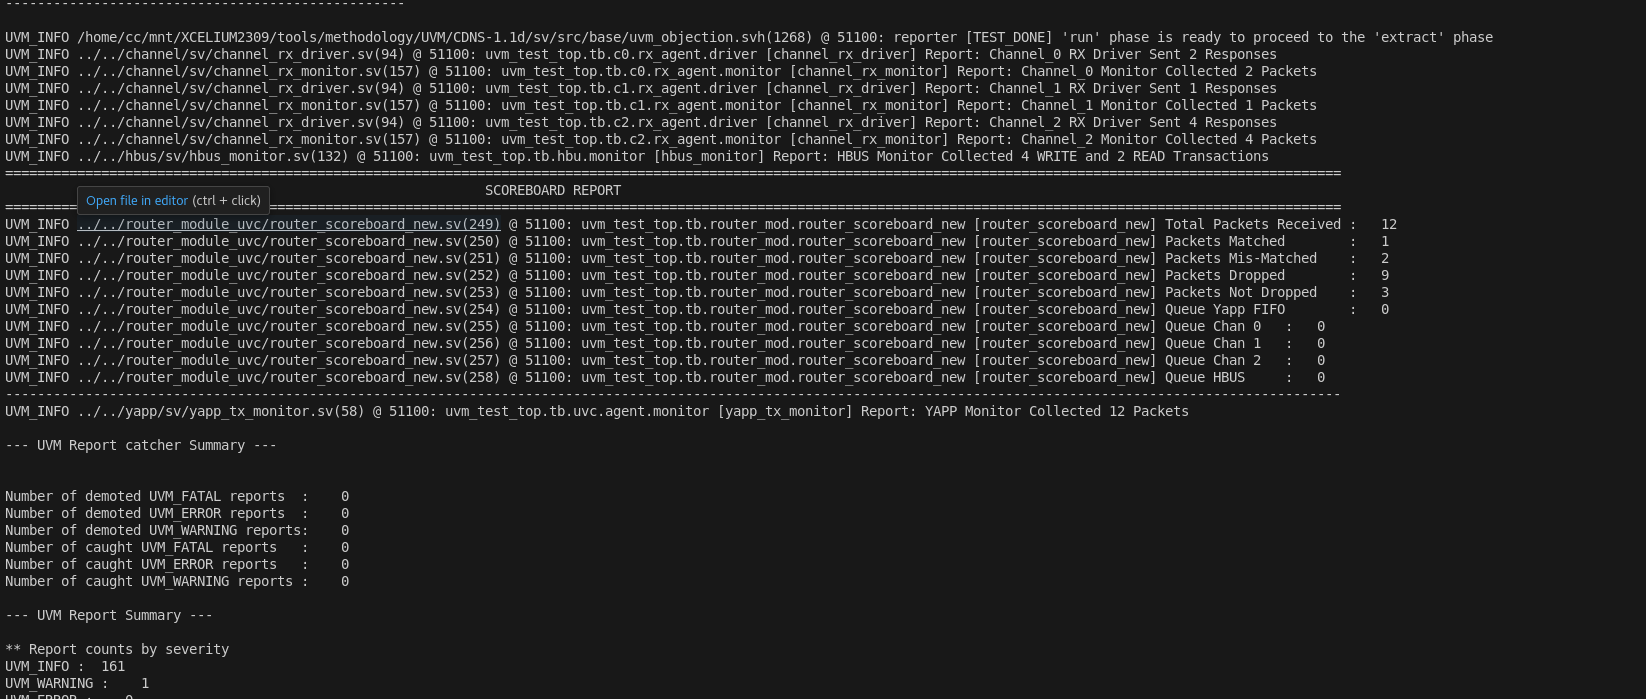 --------------------------------------------------
UVM_INFO /home/cc/mnt/XCELIUM2309/tools/methodology/UVM/CDNS-1.1d/sv/src/base/uvm_objection.svh(1268) @ 51100: reporter [TEST_DONE] 'run' phase is ready to proceed to the 'extract' phase
UVM_INFO ../../channel/sv/channel_rx_driver.sv(94) @ 51100: uvm_test_top.tb.c0.rx_agent.driver [channel_rx_driver] Report: Channel_0 RX Driver Sent 2 Responses
UVM_INFO ../../channel/sv/channel_rx_monitor.sv(157) @ 51100: uvm_test_top.tb.c0.rx_agent.monitor [channel_rx_monitor] Report: Channel_0 Monitor Collected 2 Packets
UVM_INFO ../../channel/sv/channel_rx_driver.sv(94) @ 51100: uvm_test_top.tb.c1.rx_agent.driver [channel_rx_driver] Report: Channel_1 RX Driver Sent 1 Responses
UVM_INFO ../../channel/sv/channel_rx_monitor.sv(157) @ 51100: uvm_test_top.tb.c1.rx_agent.monitor [channel_rx_monitor] Report: Channel_1 Monitor Collected 1 Packets
UVM_INFO ../../channel/sv/channel_rx_driver.sv(94) @ 51100: uvm_test_top.tb.c2.rx_agent.driver [channel_rx_driver] Report: Channel_2 RX Driver Sent 4 Responses
UVM_INFO ../../channel/sv/channel_rx_monitor.sv(157) @ 51100: uvm_test_top.tb.c2.rx_agent.monitor [channel_rx_monitor] Report: Channel_2 Monitor Collected 4 Packets
UVM_INFO ../../hbus/sv/hbus_monitor.sv(132) @ 51100: uvm_test_top.tb.hbu.monitor [hbus_monitor] Report: HBUS Monitor Collected 4 WRITE and 2 READ Transactions
=======================================================================================================================================================================
SCOREBOARD REPORT
Open file in editor (ctrl + click)
=======================================================================================================================================================================
UVM_INFO ../../router_module_uvc/router_scoreboard_new.sv(249) @ 51100: uvm_test_top.tb.router_mod.router_scoreboard_new [router_scoreboard_new] Total Packets Received :   12
UVM_INFO ../../router_module_uvc/router_scoreboard_new.sv(250) @ 51100: uvm_test_top.tb.router_mod.router_scoreboard_new [router_scoreboard_new] Packets Matched        :   1
UVM_INFO ../../router_module_uvc/router_scoreboard_new.sv(251) @ 51100: uvm_test_top.tb.router_mod.router_scoreboard_new [router_scoreboard_new] Packets Mis-Matched    :   2
UVM_INFO ../../router_module_uvc/router_scoreboard_new.sv(252) @ 51100: uvm_test_top.tb.router_mod.router_scoreboard_new [router_scoreboard_new] Packets Dropped        :   9
UVM_INFO ../../router_module_uvc/router_scoreboard_new.sv(253) @ 51100: uvm_test_top.tb.router_mod.router_scoreboard_new [router_scoreboard_new] Packets Not Dropped    :   3
UVM_INFO ../../router_module_uvc/router_scoreboard_new.sv(254) @ 51100: uvm_test_top.tb.router_mod.router_scoreboard_new [router_scoreboard_new] Queue Yapp FIFO        :   0
UVM_INFO ../../router_module_uvc/router_scoreboard_new.sv(255) @ 51100: uvm_test_top.tb.router_mod.router_scoreboard_new [router_scoreboard_new] Queue Chan 0   :   0
UVM_INFO ../../router_module_uvc/router_scoreboard_new.sv(256) @ 51100: uvm_test_top.tb.router_mod.router_scoreboard_new [router_scoreboard_new] Queue Chan 1   :   0
UVM_INFO ../../router_module_uvc/router_scoreboard_new.sv(257) @ 51100: uvm_test_top.tb.router_mod.router_scoreboard_new [router_scoreboard_new] Queue Chan 2   :   0
UVM_INFO ../../router_module_uvc/router_scoreboard_new.sv(258) @ 51100: uvm_test_top.tb.router_mod.router_scoreboard_new [router_scoreboard_new] Queue HBUS     :   0
-----------------------------------------------------------------------------------------------------------------------------------------------------------------------
UVM_INFO ../../yapp/sv/yapp_tx_monitor.sv(58) @ 51100: uvm_test_top.tb.uvc.agent.monitor [yapp_tx_monitor] Report: YAPP Monitor Collected 12 Packets
--- UVM Report catcher Summary ---
Number of demoted UVM_FATAL reports  :    0
Number of demoted UVM_ERROR reports  :    0
Number of demoted UVM_WARNING reports:    0
Number of caught UVM_FATAL reports   :    0
Number of caught UVM_ERROR reports   :    0
Number of caught UVM_WARNING reports :    0
--- UVM Report Summary ---
** Report counts by severity
UVM_INFO :  161
UVM_WARNING :    1
UVM_ERROR :    0